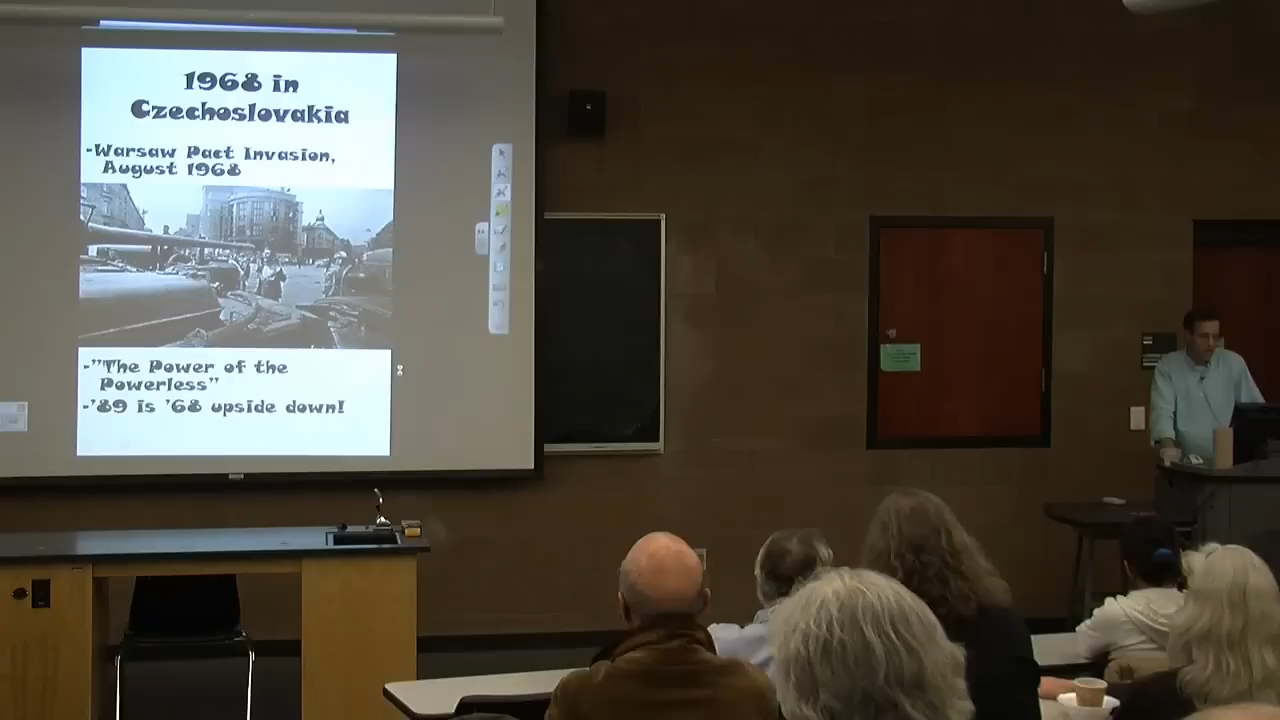 1968 in
Czechoslovakia
-Warsaw Pact Invasion,
August 1968
-"The Power of the
Powerless"
-'89 is '68 upside down!